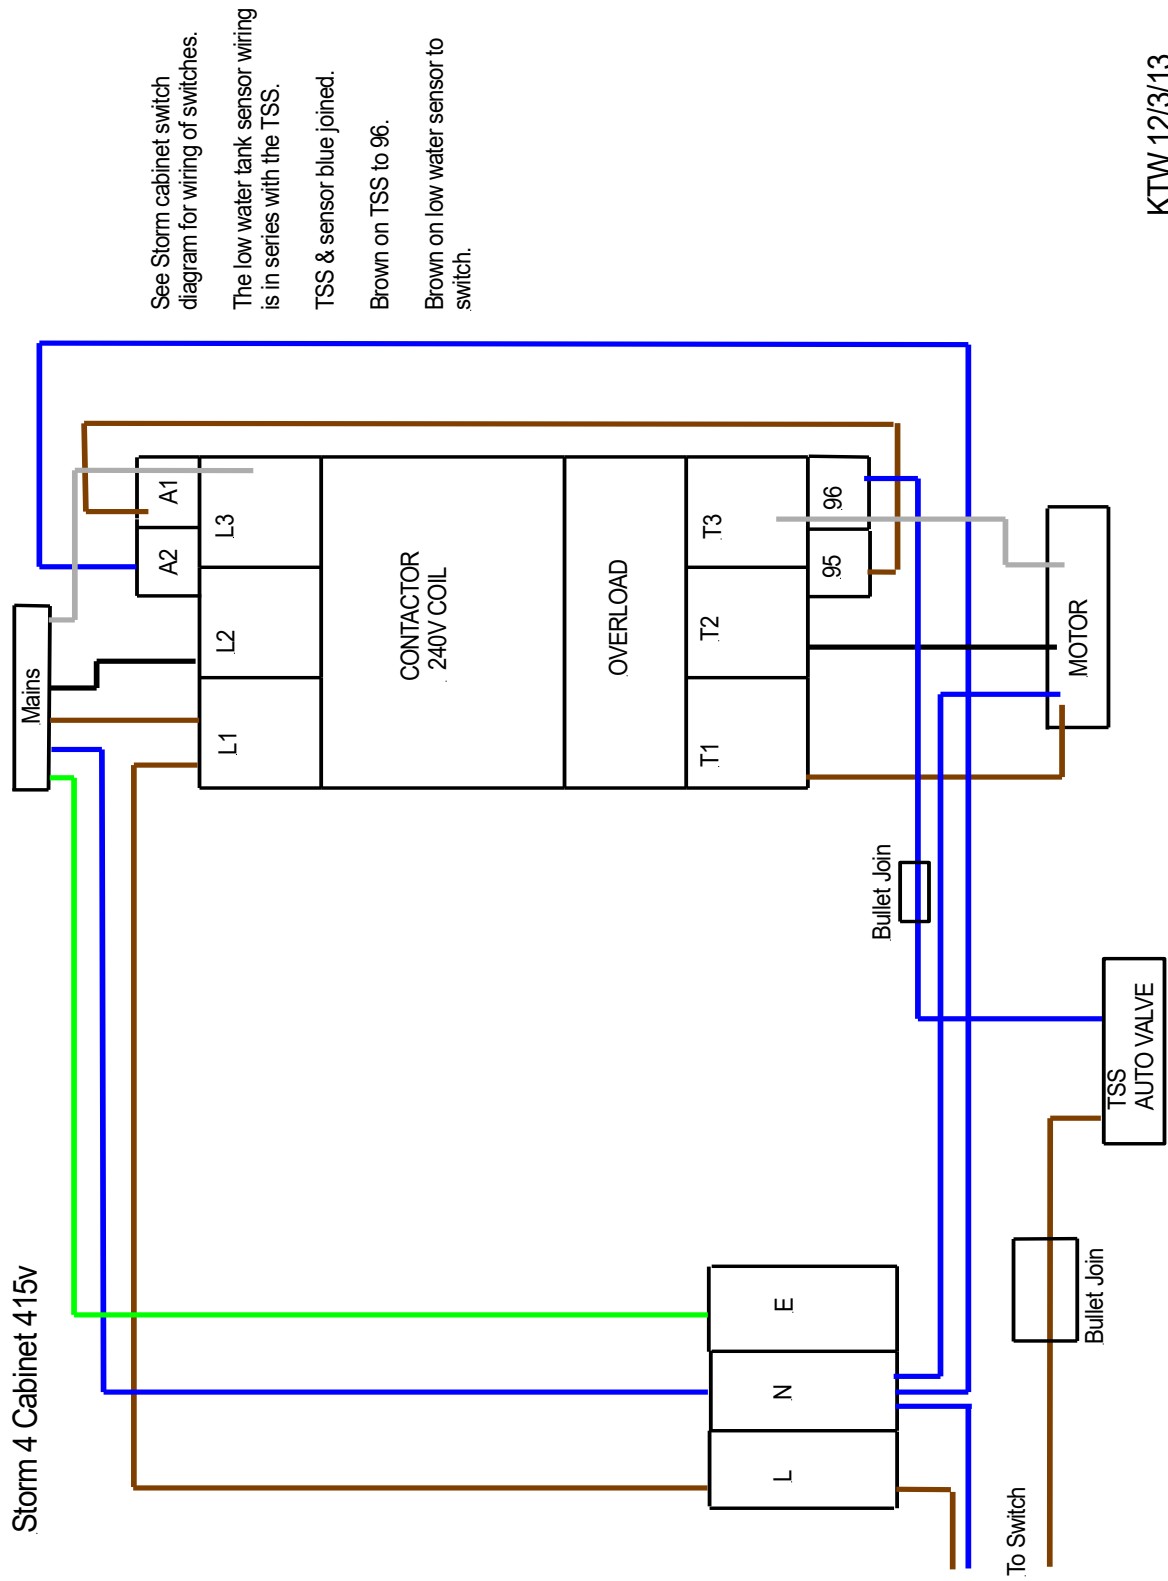 Storm 4 Cabinet 415v
Mains
See Storm cabinet switch
diagram for wiring of switches.
The low water tank sensor wiring
is in series with the TSS.
TSS & sensor blue joined.
Brown on TSS to 96.
Brown on low water sensor to
switch.
A2
A1
L1
L2
L3
CONTACTOR
240V COIL
OVERLOAD
T1
T2
T3
95
96
L
N
E
Bullet Join
MOTOR
To Switch
Bullet Join
TSS
AUTO VALVE
KTW 12/3/13